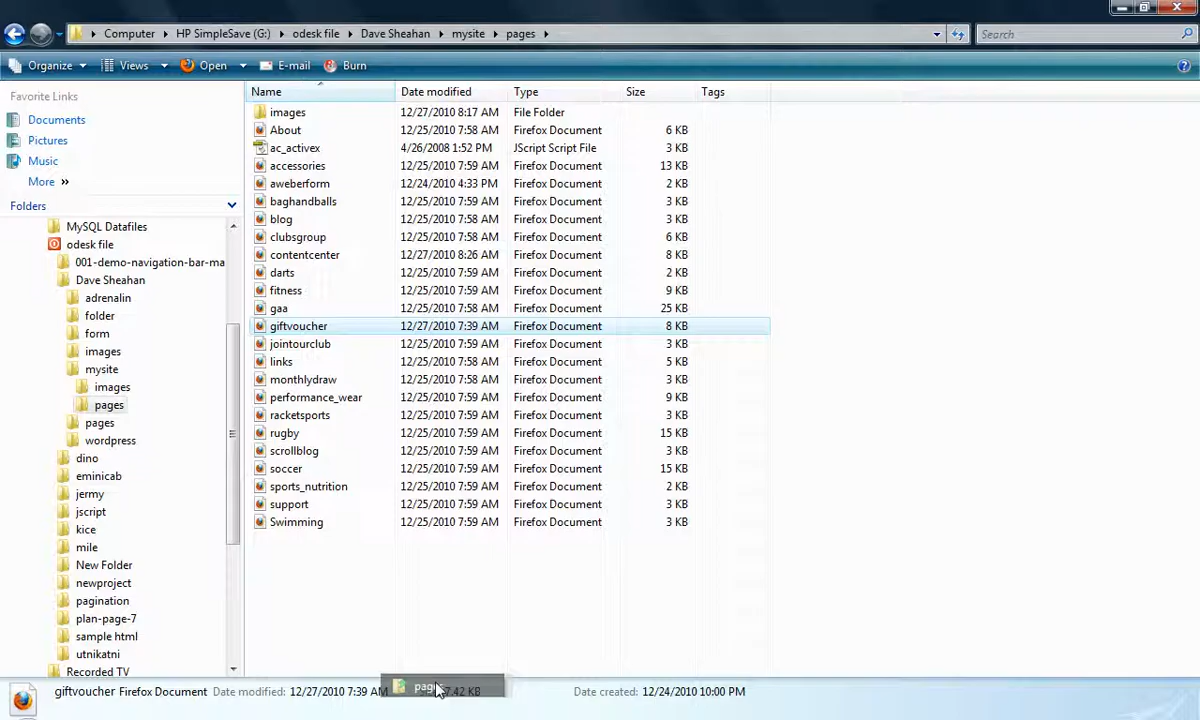 Computer HP SimpleSave (G:) odesk file Dave Sheahan mysite pages Search
Organize Views Open E-mail Burn
Favorite Links
Documents
Pictures
Music
More »
Folders
MySQL Datafiles
odesk file
001-demo-navigation-bar-ma
Dave Sheahan
adrenalin
folder
form
images
mysite
images
pages
pages
wordpress
dino
eminicab
jermy
jscript
kice
mile
New Folder
newproject
pagination
plan-page-7
sample html
utnikatni
Recorded TV
Name Date modified Type Size Tags
images 12/27/2010 8:17 AM File Folder
About 12/25/2010 7:58 AM Firefox Document 6 KB
ac_activex 4/26/2008 1:52 PM JScript Script File 3 KB
accessories 12/25/2010 7:59 AM Firefox Document 13 KB
aweberform 12/24/2010 4:33 PM Firefox Document 2 KB
baghandballs 12/25/2010 7:59 AM Firefox Document 3 KB
blog 12/25/2010 7:58 AM Firefox Document 3 KB
clubsgroup 12/25/2010 7:58 AM Firefox Document 6 KB
contentcenter 12/27/2010 8:26 AM Firefox Document 8 KB
darts 12/25/2010 7:59 AM Firefox Document 2 KB
fitness 12/25/2010 7:59 AM Firefox Document 9 KB
gaa 12/25/2010 7:58 AM Firefox Document 25 KB
giftvoucher 12/27/2010 7:39 AM Firefox Document 8 KB
jointourclub 12/25/2010 7:59 AM Firefox Document 3 KB
links 12/25/2010 7:58 AM Firefox Document 5 KB
monthlydraw 12/25/2010 7:58 AM Firefox Document 3 KB
performance_wear 12/25/2010 7:59 AM Firefox Document 9 KB
racketsports 12/25/2010 7:59 AM Firefox Document 3 KB
rugby 12/25/2010 7:59 AM Firefox Document 15 KB
scrollblog 12/25/2010 7:59 AM Firefox Document 3 KB
soccer 12/25/2010 7:59 AM Firefox Document 15 KB
sports_nutrition 12/25/2010 7:59 AM Firefox Document 2 KB
support 12/25/2010 7:59 AM Firefox Document 3 KB
Swimming 12/25/2010 7:59 AM Firefox Document 3 KB
giftvoucher Firefox Document Date modified: 12/27/2010 7:39 AM 7.42 KB Date created: 12/24/2010 10:00 PM